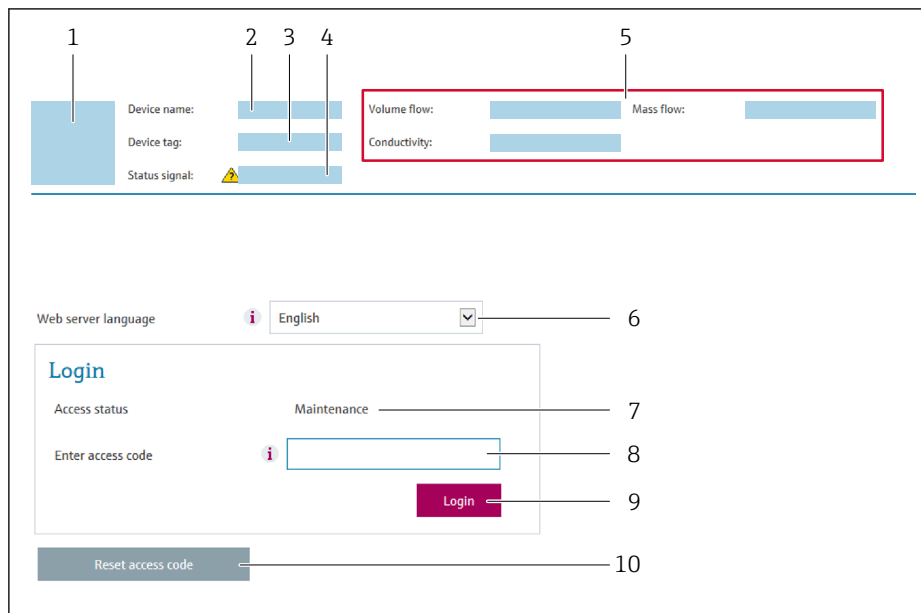 1 2 3 4 5
Device name: Volume flow: Mass flow:
Device tag: Conductivity:
Status signal: ?
Web server language i English 6
Login
Access status Maintenance 7
Enter access code i 8
Login 9
Reset access code 10